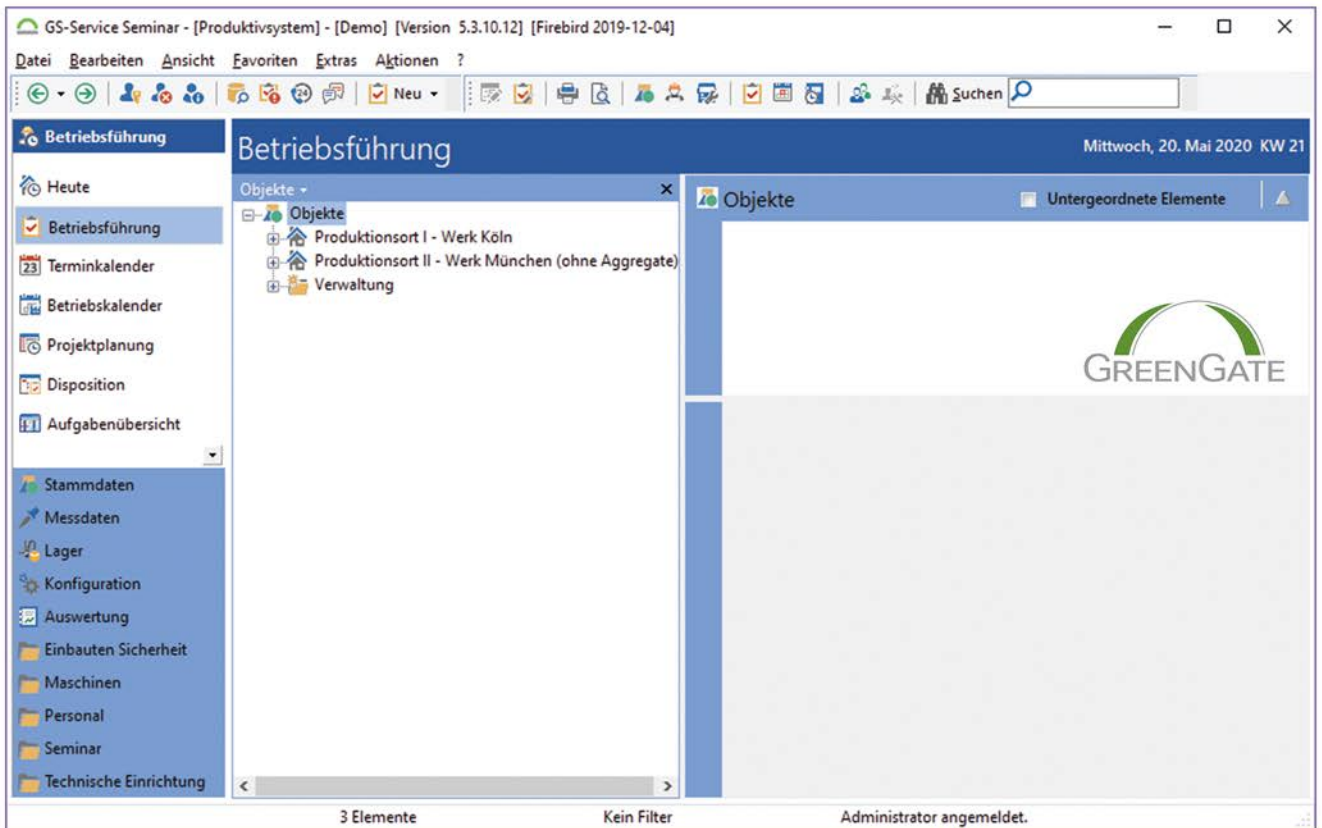 GS-Service Seminar - [Produktivsystem] - [Demo] [Version 5.3.10.12] [Firebird 2019-12-04]
Datei Bearbeiten Ansicht Favoriten Extras Aktionen ?
Neu Suchen
Betriebsführung
Betriebsführung
Mittwoch, 20. Mai 2020 KW 21
Heute
Betriebsführung
Terminkalender
Betriebskalender
Projektplanung
Disposition
Aufgabenübersicht
Stammdaten
Messdaten
Lager
Konfiguration
Auswertung
Einbauten Sicherheit
Maschinen
Personal
Seminar
Technische Einrichtung
Objekte
Objekte
Produktionsort I - Werk Köln
Produktionsort II - Werk München (ohne Aggregate)
Verwaltung
Objekte
Untergeordnete Elemente
GREENGATE
3 Elemente Kein Filter Administrator angemeldet.